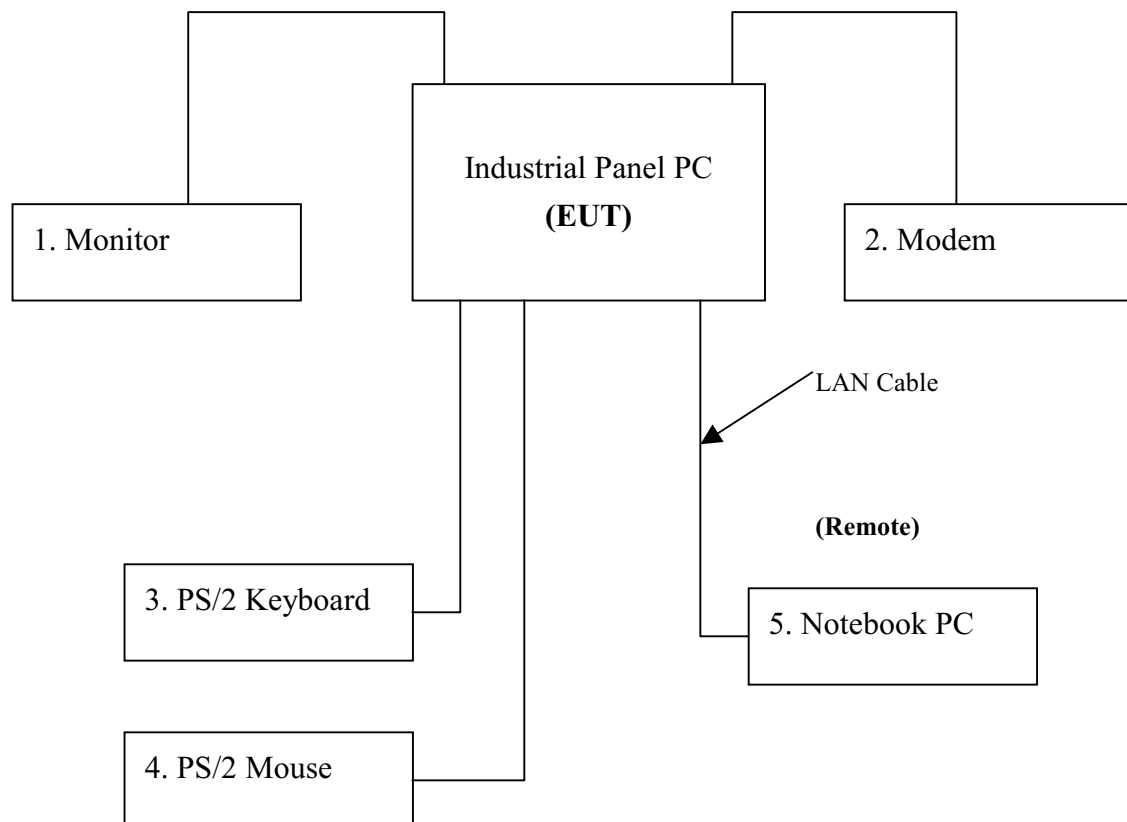 Industrial Panel PC
(EUT)
1. Monitor
2. Modem
LAN Cable
(Remote)
3. PS/2 Keyboard
5. Notebook PC
4. PS/2 Mouse